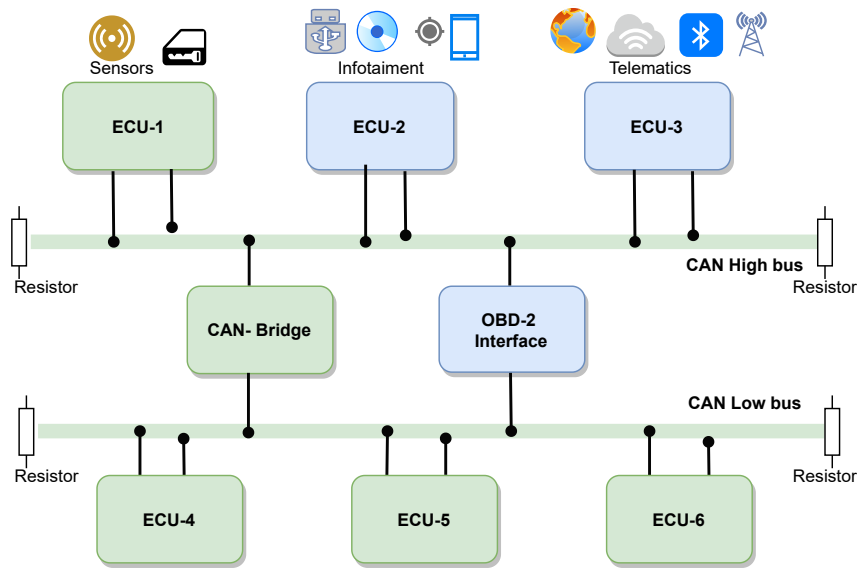 Sensors
Infotaiment
Telematics
ECU-1
ECU-2
ECU-3
CAN High bus
Resistor
Resistor
CAN- Bridge
OBD-2
Interface
CAN Low bus
Resistor
Resistor
ECU-4
ECU-5
ECU-6